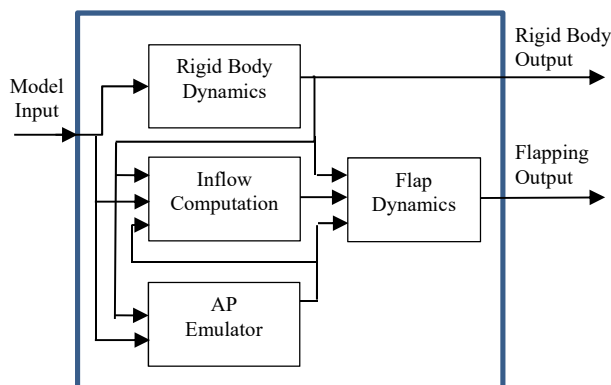 Rigid Body
Output
Model
Input
Rigid Body
Dynamics
Flapping
Output
Inflow
Computation
Flap
Dynamics
AP
Emulator